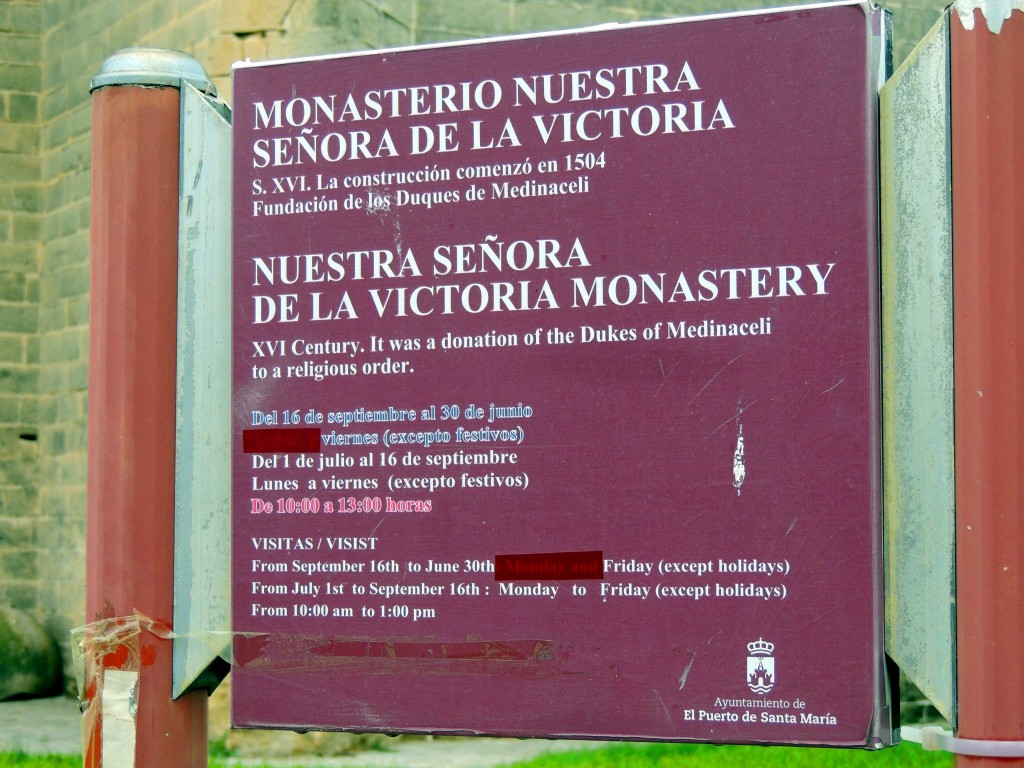 MONASTERIO NUESTRA
SEÑORA DE LA VICTORIA
S. XVI. La construcción comenzó en 1504
Fundación de los Duques de Medinaceli
NUESTRA SEÑORA
DE LA VICTORIA MONASTERY
XVI Century. It was a donation of the Dukes of Medinaceli
to a religious order.
Del 16 de septiembre al 30 de junio
viernes (excepto festivos)
Del 1 de julio al 16 de septiembre
Lunes a viernes (excepto festivos)
De 10:00 a 13:00 horas
VISITAS / VISIST
From September 16th to June 30th: Monday and Friday (except holidays)
From July 1st to September 16th : Monday to Friday (except holidays)
From 10:00 am to 1:00 pm
Ayuntamiento de
El Puerto de Santa María